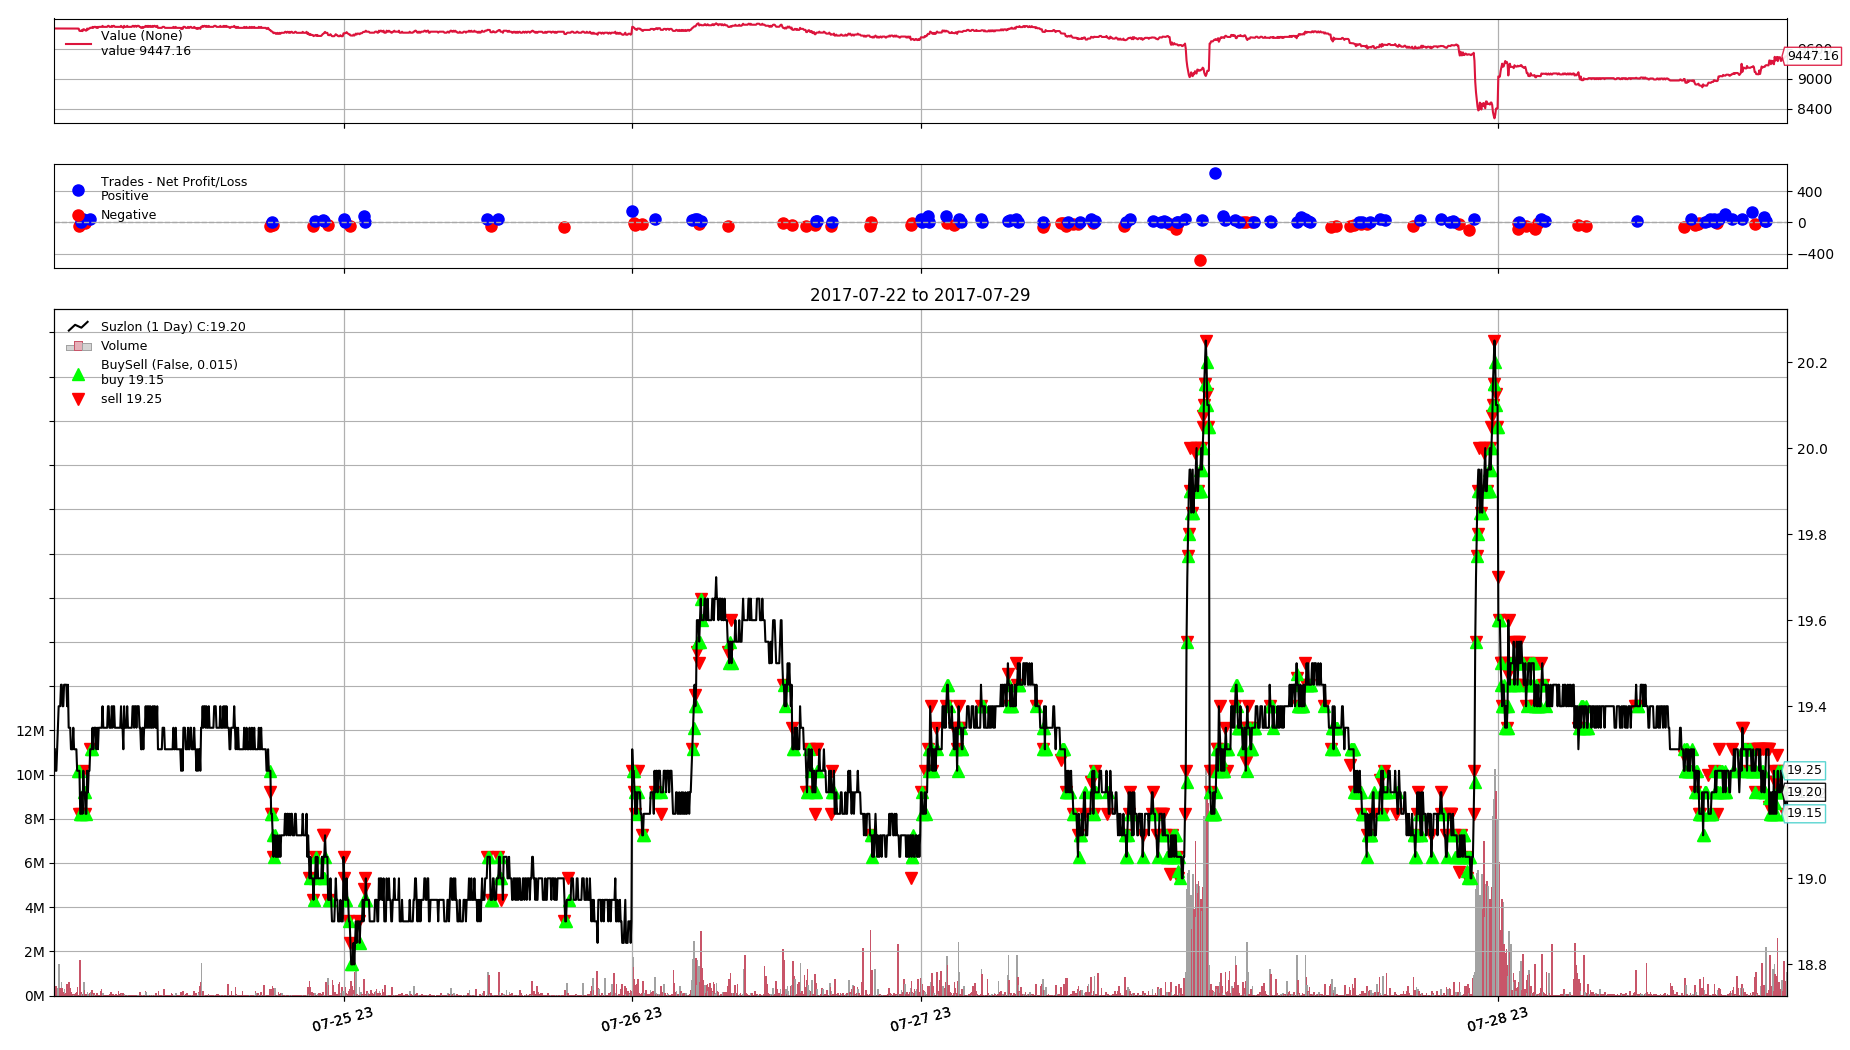 Value (None)
value 9447.16
9600
9447.16
9000
8400
Trades - Net Profit/Loss
Positive
Negative
400
0
−400
2017-07-22 to 2017-07-29
Suzlon (1 Day) C:19.20
Volume
BuySell (False, 0.015)
buy 19.15
sell 19.25
20.2
20.0
19.8
19.6
19.4
19.25
19.20
19.15
19.0
18.8
12M
10M
8M
6M
4M
2M
0M
07-25 23
07-26 23
07-27 23
07-28 23